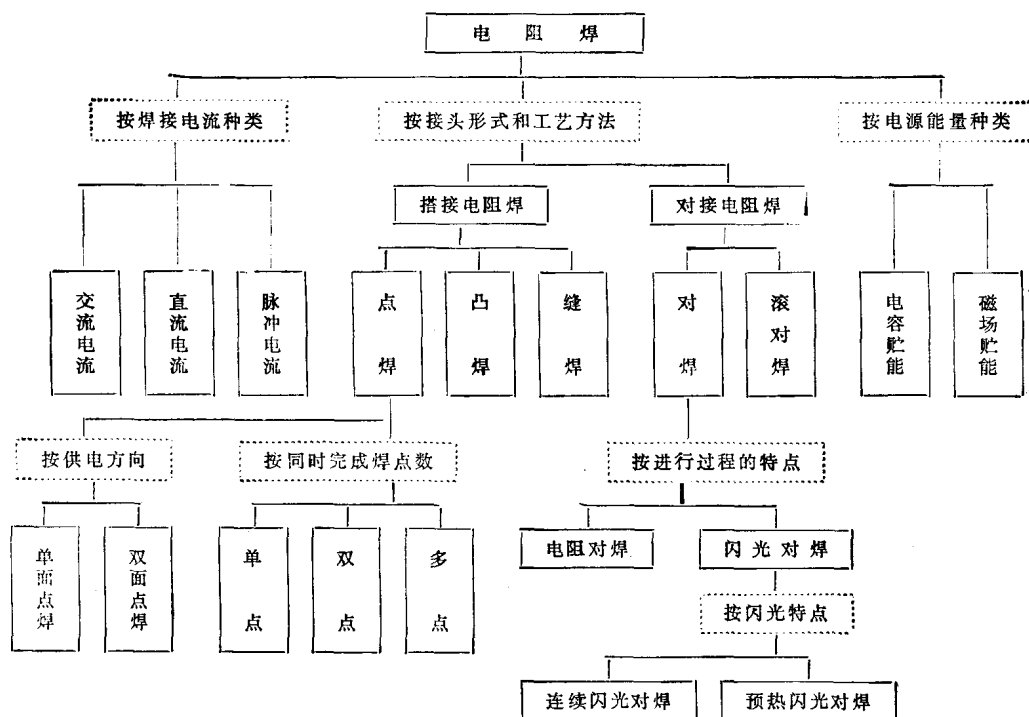 电阻焊
按焊接电流种类
按接头形式和工艺方法
按电源能量种类
搭接电阻焊
对接电阻焊
交流电流
直流电流
脉冲电流
点焊
凸焊
缝焊
对焊
滚对焊
电容贮能
磁场贮能
按供电方向
按同时完成焊点数
按进行过程的特点
单面点焊
双面点焊
单点
双点
多点
电阻对焊
闪光对焊
按闪光特点
连续闪光对焊
预热闪光对焊